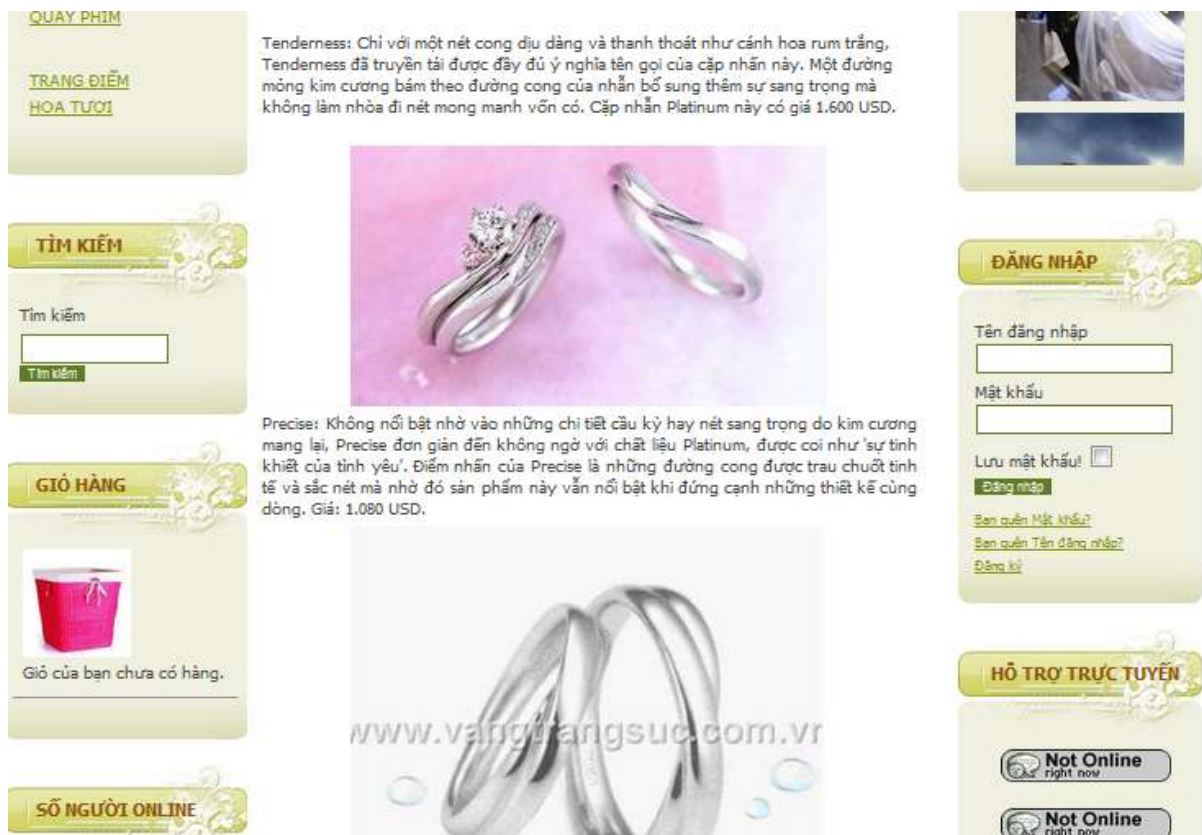 QUAY PHIM
TRANG ĐIỂM
HOA TƯƠI
TÌM KIẾM
Tìm kiếm
Tìm kiếm
GIỎ HÀNG
Giỏ của bạn chưa có hàng.
SỐ NGƯỜI ONLINE
Tenderness: Chỉ với một nét cong dịu dàng và thanh thoát như cánh hoa rum trắng,
Tenderness đã truyền tải được đầy đủ ý nghĩa tên gọi của cặp nhẫn này. Một đường
mỏng kim cương bám theo đường cong của nhẫn bổ sung thêm sự sang trọng mà
không làm nhòa đi nét mong manh vốn có. Cặp nhẫn Platinum này có giá 1.600 USD.
Precise: Không nổi bật nhờ vào những chi tiết cầu kỳ hay nét sang trọng do kim cương
mang lại, Precise đơn giản đến không ngờ với chất liệu Platinum, được coi như 'sự tinh
khiết của tình yêu'. Điểm nhấn của Precise là những đường cong được trau chuốt tinh
tế và sắc nét mà nhờ đó sản phẩm này vẫn nổi bật khi đứng cạnh những thiết kế cùng
dòng. Giá: 1.080 USD.
www.vangtrangsuc.com.vn
ĐĂNG NHẬP
Tên đăng nhập
Mật khẩu
Lưu mật khẩu!
Đăng nhập
Bạn quên Mật khẩu?
Bạn quên Tên đăng nhập?
Đăng ký
HỖ TRỢ TRỰC TUYẾN
Not Online
right now
Not Online
right now